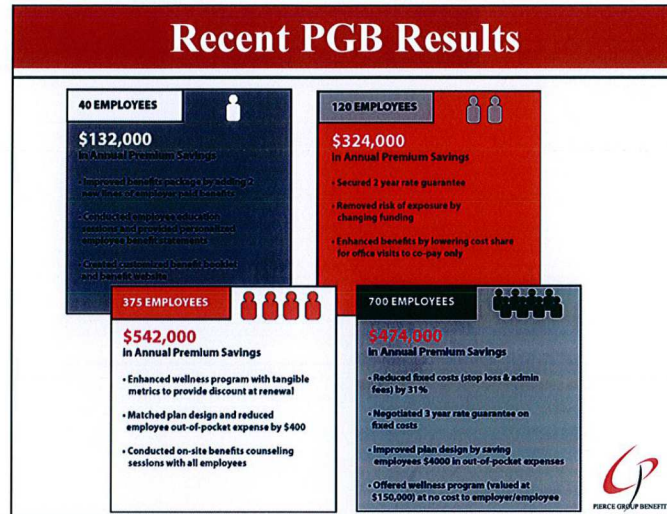 Recent PGB Results
40 EMPLOYEES
$132,000
in Annual Premium Savings
• Improved benefits package by adding 2
new lines of employer paid benefits
• Conducted employee education
sessions and provided personalized
employee benefit statements
• Created customized benefit booklet
and benefit website
120 EMPLOYEES
$324,000
in Annual Premium Savings
• Secured 2 year rate guarantee
• Removed risk of exposure by
changing funding
• Enhanced benefits by lowering cost share
for office visits to co-pay only
375 EMPLOYEES
$542,000
in Annual Premium Savings
• Enhanced wellness program with tangible
metrics to provide discount at renewal
• Matched plan design and reduced
employee out-of-pocket expense by $400
• Conducted on-site benefits counseling
sessions with all employees
700 EMPLOYEES
$474,000
in Annual Premium Savings
• Reduced fixed costs (stop loss & admin
fees) by 31%
• Negotiated 3 year rate guarantee on
fixed costs
• Improved plan design by saving
employees $4000 in out-of-pocket expenses
• Offered wellness program (valued at
$150,000) at no cost to employer/employee
PIERCE GROUP BENEFIT